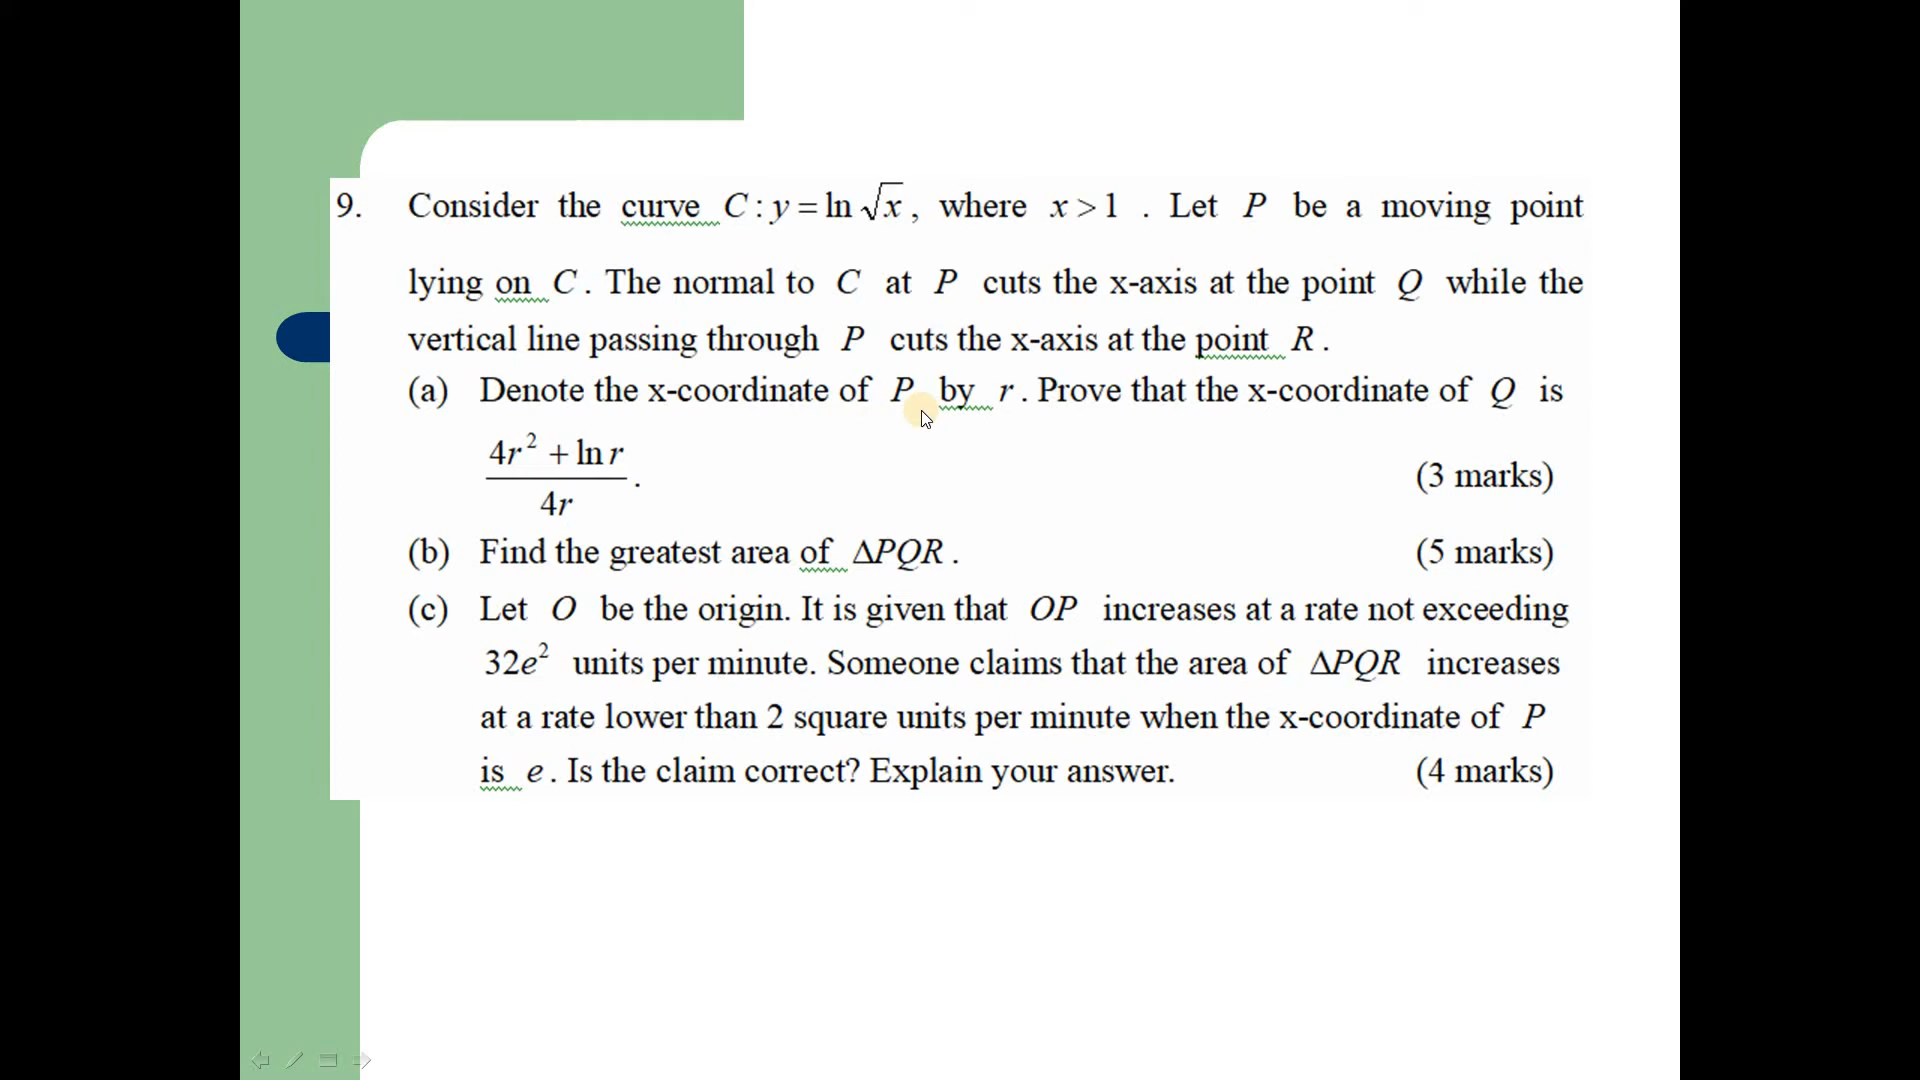 9. Consider the curve C : y = ln √x , where x > 1 . Let P be a moving point
lying on C . The normal to C at P cuts the x-axis at the point Q while the
vertical line passing through P cuts the x-axis at the point R .
(a) Denote the x-coordinate of P by r . Prove that the x-coordinate of Q is
(4r² + ln r)/(4r) . (3 marks)
(b) Find the greatest area of ΔPQR . (5 marks)
(c) Let O be the origin. It is given that OP increases at a rate not exceeding
32e² units per minute. Someone claims that the area of ΔPQR increases
at a rate lower than 2 square units per minute when the x-coordinate of P
is e . Is the claim correct? Explain your answer. (4 marks)